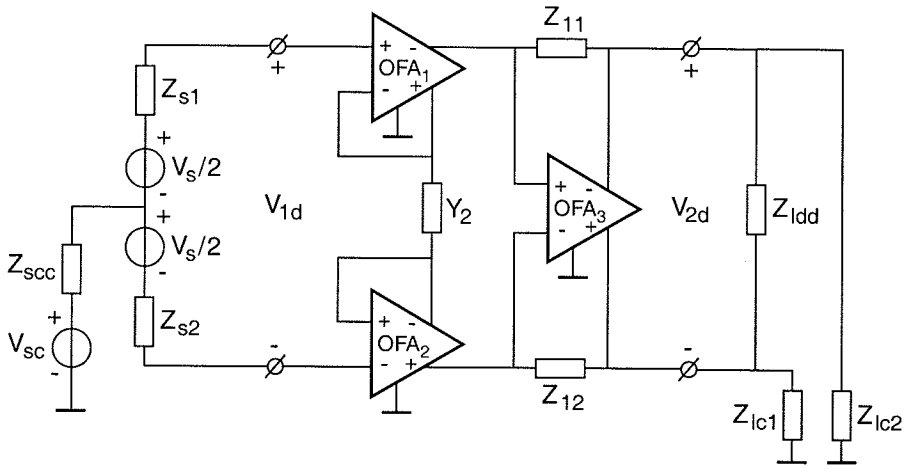 Z11
+ -
OFA1
- +
+
+
Zs1
+
Vs/2
-
+
Vs/2
-
V1d
Y2
+ -
OFA3
- +
V2d
Zldd
Zscc
+
Vsc
-
Zs2
-
+ -
OFA2
- +
-
Z12
Zlc1
Zlc2